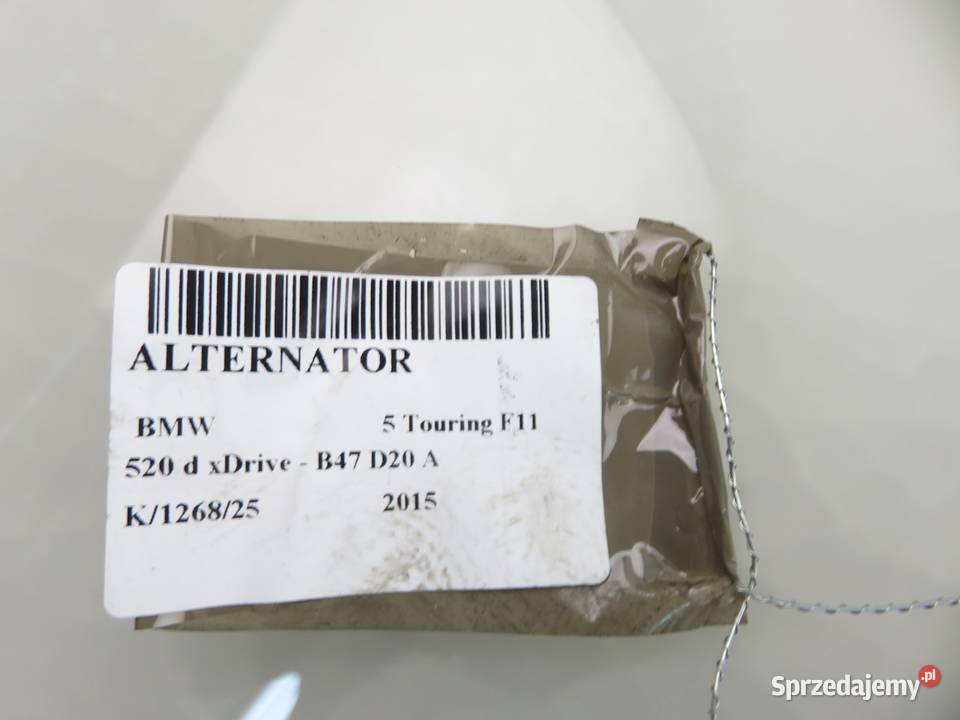 ALTERNATOR
BMW 5 Touring F11
520 d xDrive - B47 D20 A
K/1268/25 2015
Sprzedajemy.pl